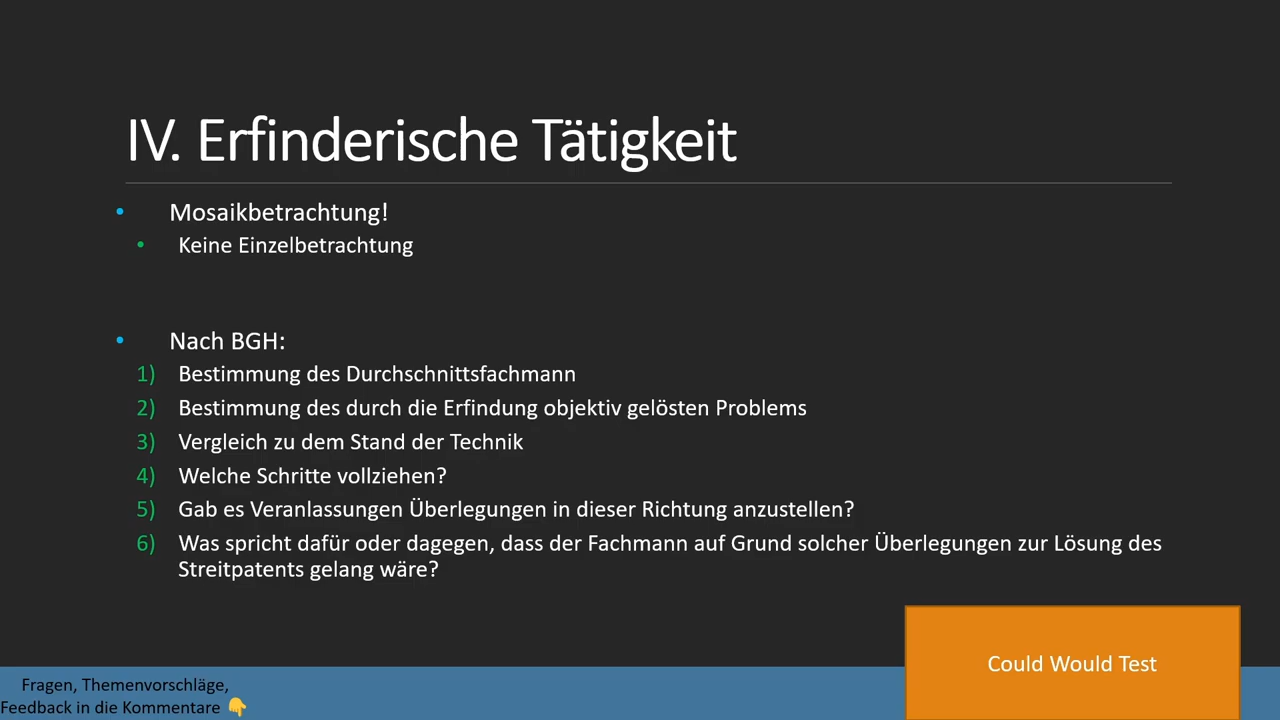 IV. Erfinderische Tätigkeit
• Mosaikbetrachtung!
• Keine Einzelbetrachtung
• Nach BGH:
1) Bestimmung des Durchschnittsfachmann
2) Bestimmung des durch die Erfindung objektiv gelösten Problems
3) Vergleich zu dem Stand der Technik
4) Welche Schritte vollziehen?
5) Gab es Veranlassungen Überlegungen in dieser Richtung anzustellen?
6) Was spricht dafür oder dagegen, dass der Fachmann auf Grund solcher Überlegungen zur Lösung des
Streitpatents gelang wäre?
Could Would Test
Fragen, Themenvorschläge,
Feedback in die Kommentare 👇